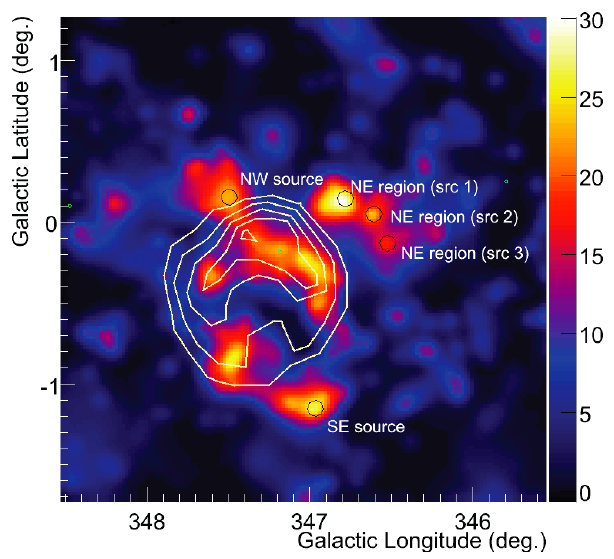 30
25
20
15
10
5
0
Galactic Latitude (deg.)
1
0
-1
NW source
NE region (src 1)
NE region (src 2)
NE region (src 3)
SE source
348
347
346
Galactic Longitude (deg.)